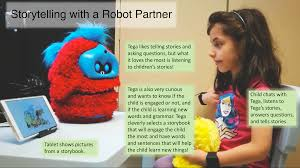 Storytelling with a Robot Partner
Tega likes telling stories and
asking questions, but what
it loves the most is listening
to children's stories!
Tega is also very curious
and wants to know if the
child is engaged or not, and
if the child is learning new
words and grammar. Tega
cleverly selects a story book
that will engage the child
the most and have words
and sentences that will help
the child learn new things!
Child chats with
Tega, listens to
Tega's stories,
answers questions,
and tells stories
Tablet shows pictures
from a storybook.